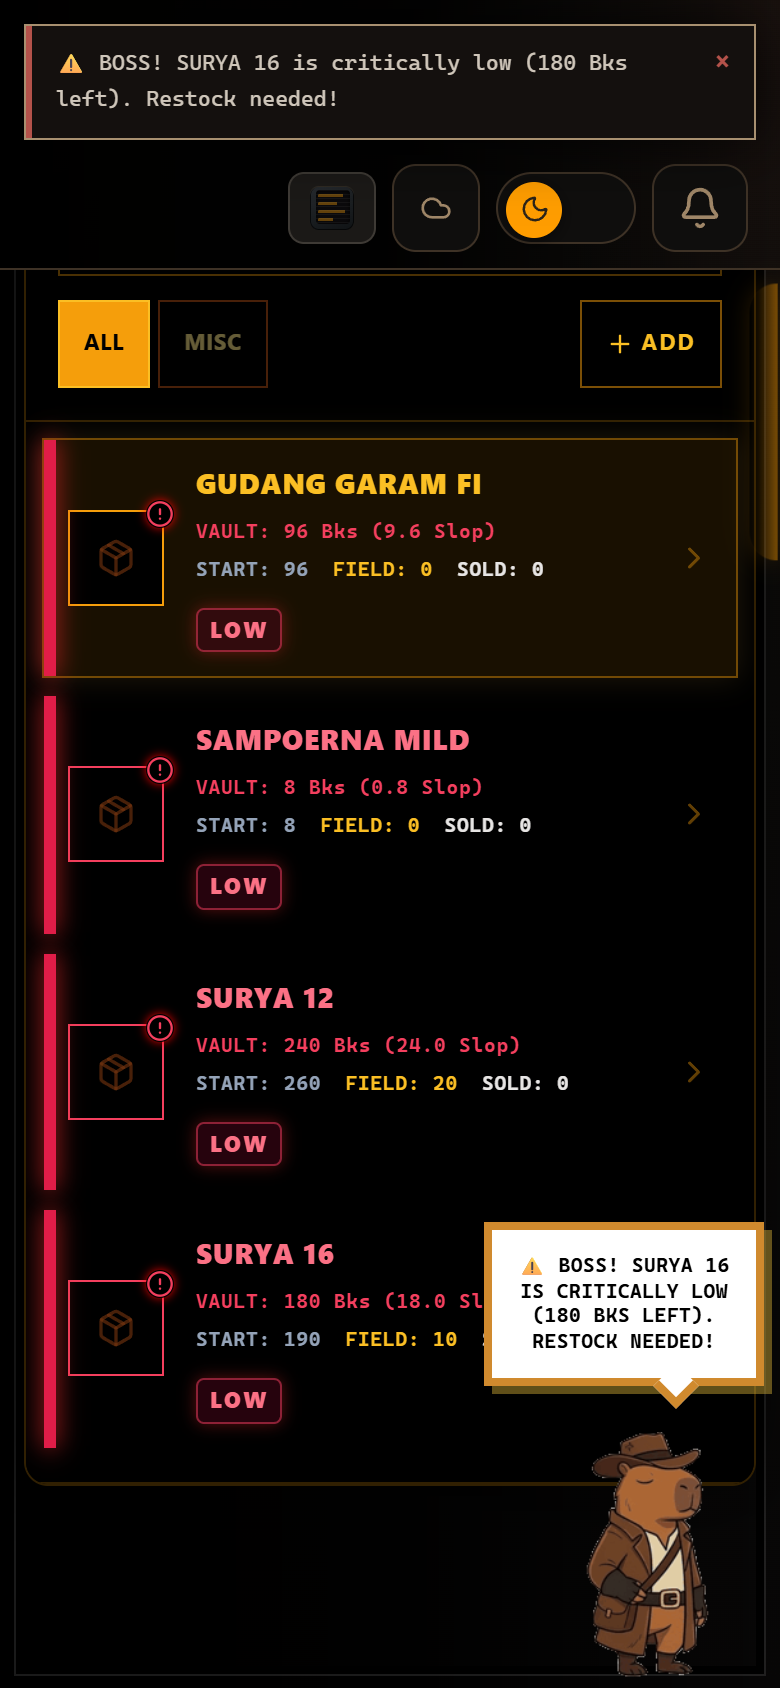 ⚠️ BOSS! SURYA 16 is critically low (180 Bks
left). Restock needed!
×
ALL
MISC
+ ADD
GUDANG GARAM FI
VAULT: 96 Bks (9.6 Slop)
START: 96 FIELD: 0 SOLD: 0
LOW
SAMPOERNA MILD
VAULT: 8 Bks (0.8 Slop)
START: 8 FIELD: 0 SOLD: 0
LOW
SURYA 12
VAULT: 240 Bks (24.0 Slop)
START: 260 FIELD: 20 SOLD: 0
LOW
SURYA 16
VAULT: 180 Bks (18.0 Sl
START: 190 FIELD: 10
LOW
⚠️ BOSS! SURYA 16
IS CRITICALLY LOW
(180 BKS LEFT).
RESTOCK NEEDED!